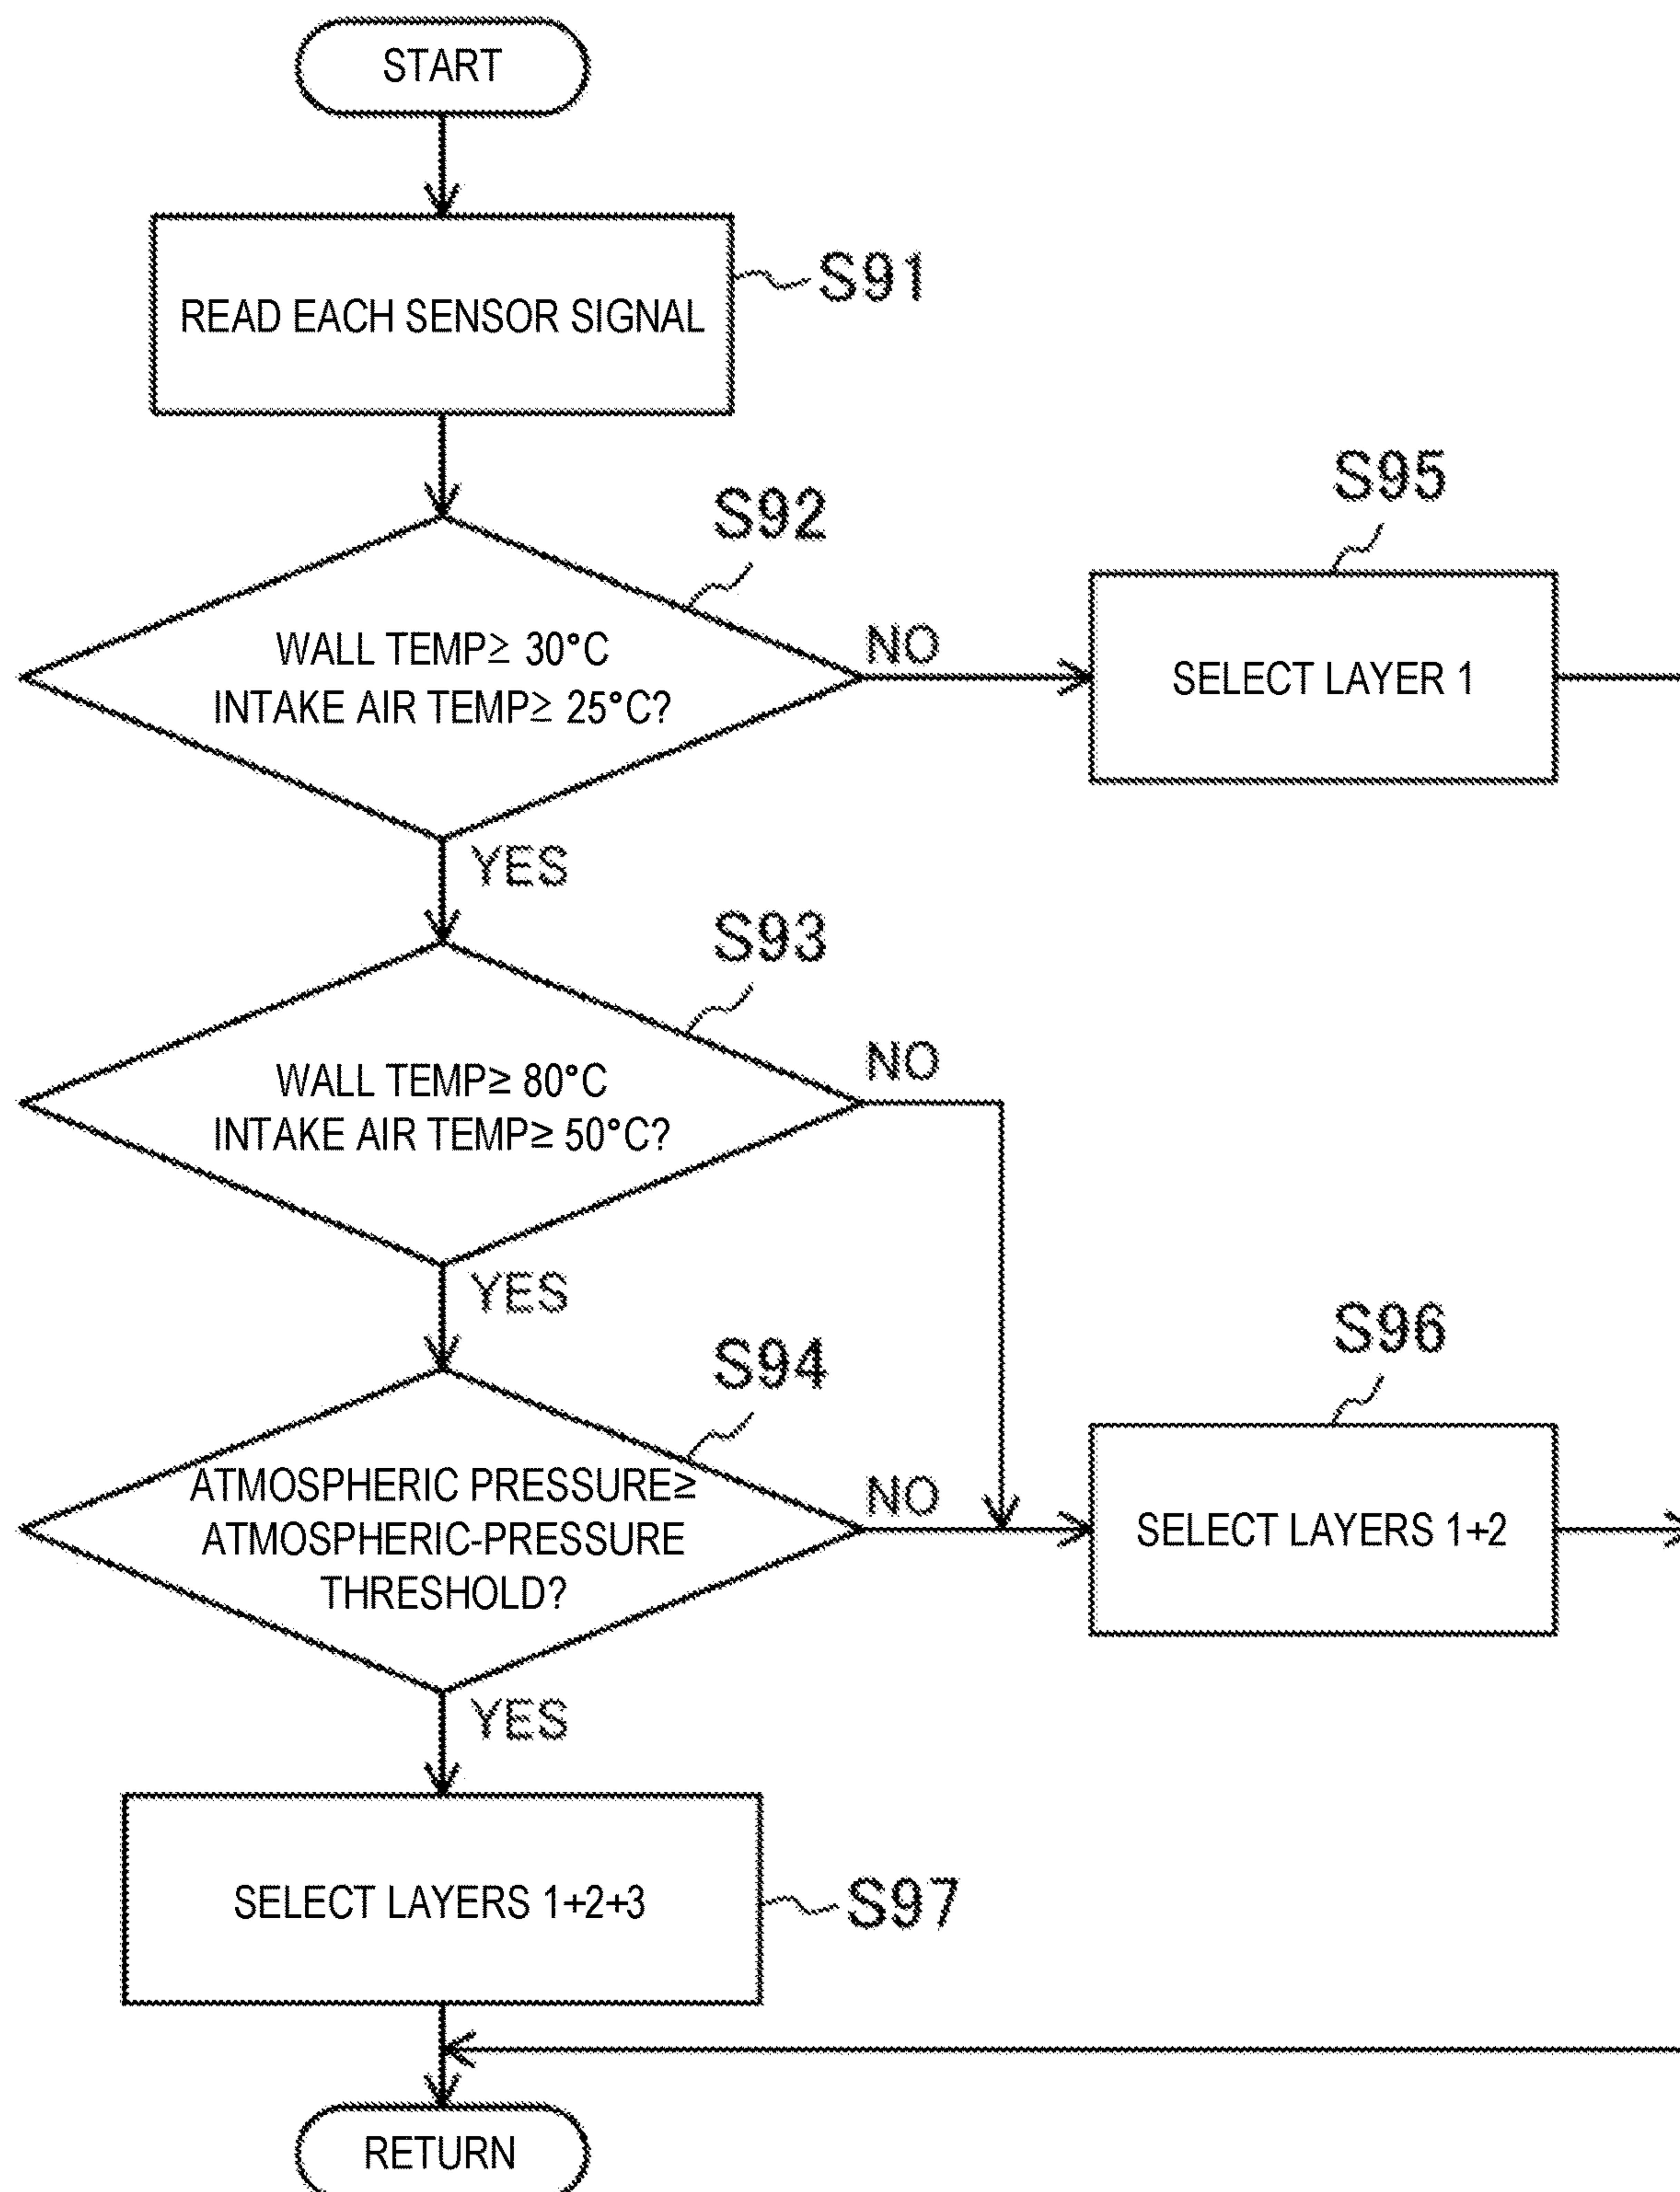 START
READ EACH SENSOR SIGNAL
S91
S92
WALL TEMP≥ 30°C
INTAKE AIR TEMP≥ 25°C?
NO
S95
SELECT LAYER 1
YES
S93
WALL TEMP≥ 80°C
INTAKE AIR TEMP≥ 50°C?
NO
YES
S94
ATMOSPHERIC PRESSURE≥
ATMOSPHERIC-PRESSURE
THRESHOLD?
NO
S96
SELECT LAYERS 1+2
YES
SELECT LAYERS 1+2+3
S97
RETURN